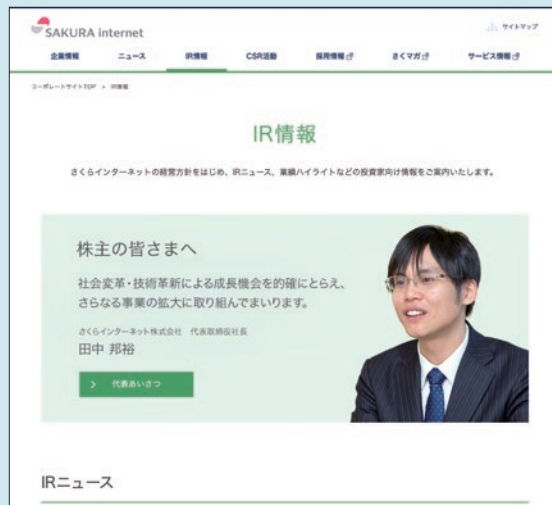 SAKURA internet
サイトマップ
企業情報 ニュース IR情報 CSR活動 採用情報 さくマガ サービス情報
コーポレートサイトTOP > IR情報
IR情報
さくらインターネットの経営方針をはじめ、IRニュース、業績ハイライトなどの投資家向け情報をご案内いたします。
株主の皆さまへ
社会変革・技術革新による成長機会を的確にとらえ、
さらなる事業の拡大に取り組んでまいります。
さくらインターネット株式会社 代表取締役社長
田中 邦裕
代表あいさつ
IRニュース